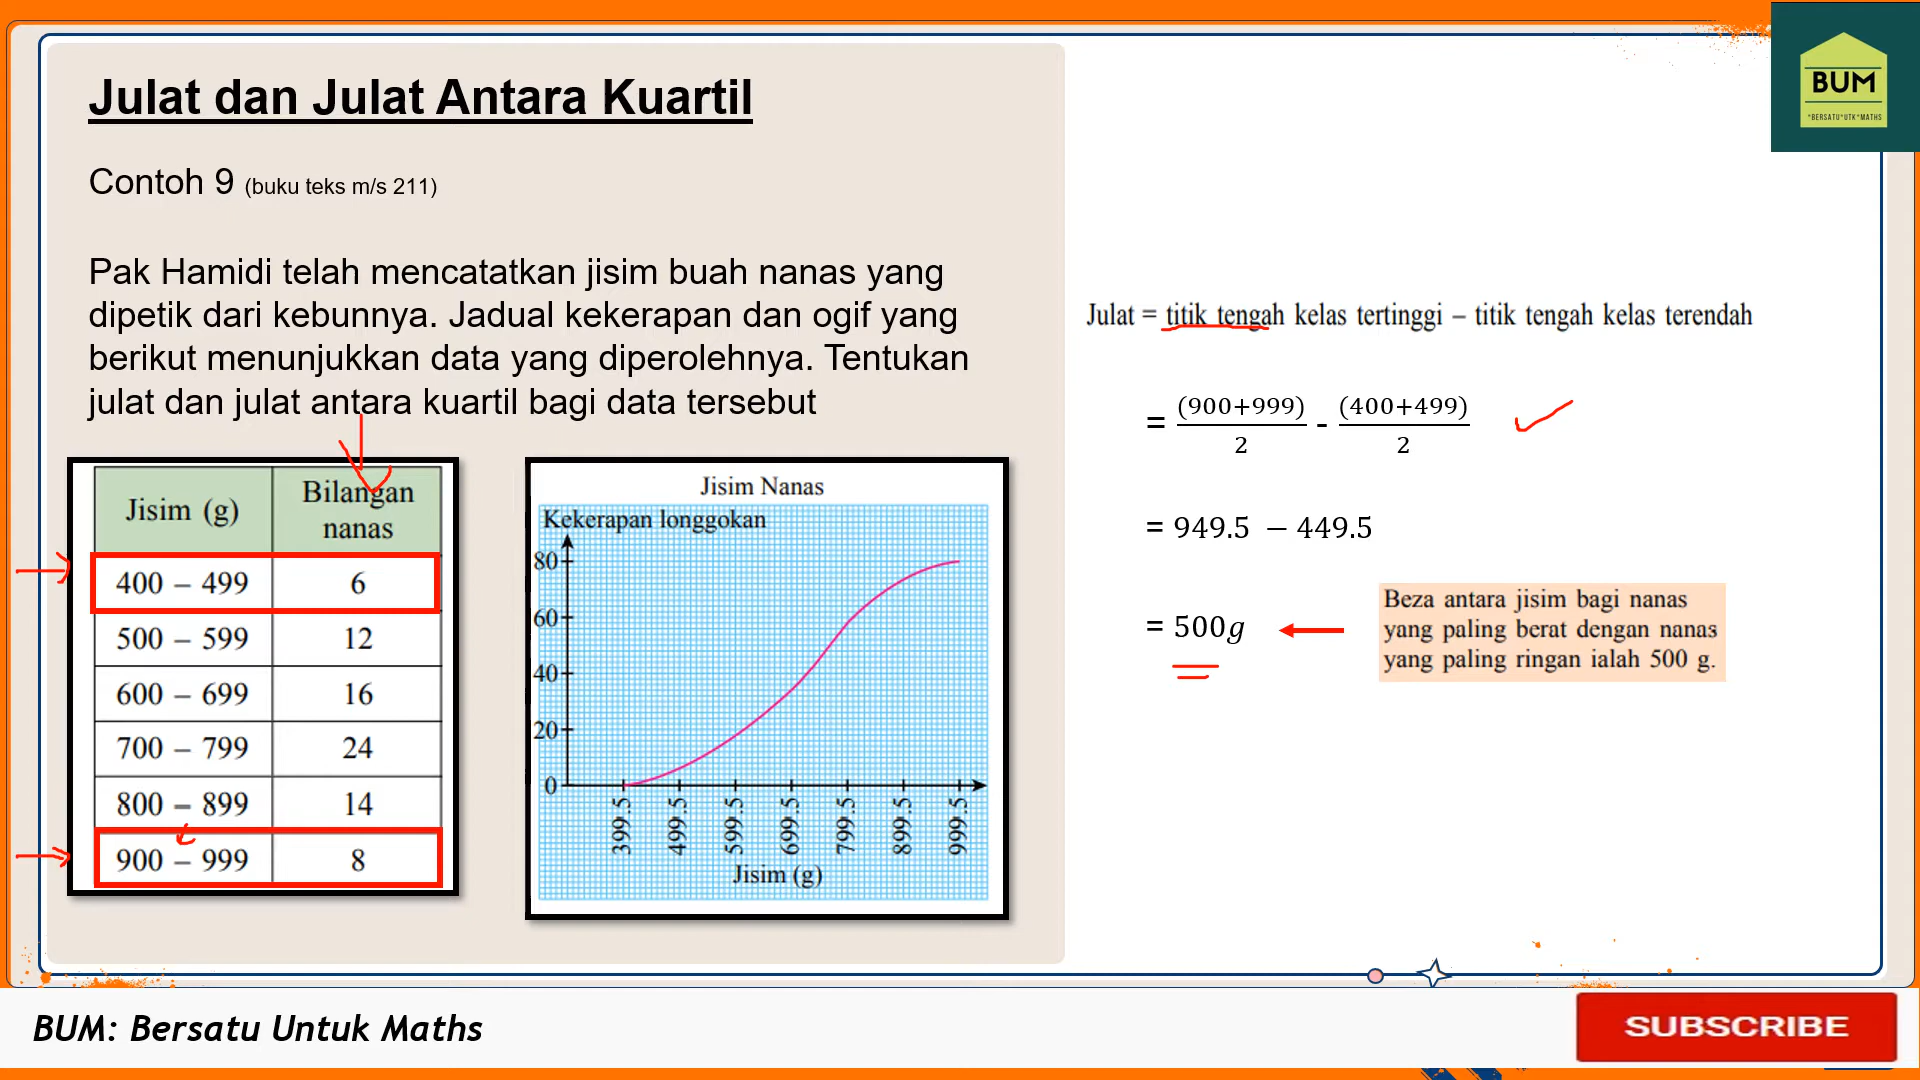 Julat dan Julat Antara Kuartil
Contoh 9 (buku teks m/s 211)
Pak Hamidi telah mencatatkan jisim buah nanas yang
dipetik dari kebunnya. Jadual kekerapan dan ogif yang
berikut menunjukkan data yang diperolehnya. Tentukan
julat dan julat antara kuartil bagi data tersebut
Jisim (g) Bilangan nanas
400 – 499 6
500 – 599 12
600 – 699 16
700 – 799 24
800 – 899 14
900 – 999 8
Jisim Nanas
Kekerapan longgokan
80
60
40
20
0
399.5 499.5 599.5 699.5 799.5 899.5 999.5
Jisim (g)
BUM
"BERSATU"UTK"MATHS
Julat = titik tengah kelas tertinggi – titik tengah kelas terendah
= (900+999)/2 - (400+499)/2
= 949.5 − 449.5
= 500g
Beza antara jisim bagi nanas
yang paling berat dengan nanas
yang paling ringan ialah 500 g.
BUM: Bersatu Untuk Maths
SUBSCRIBE